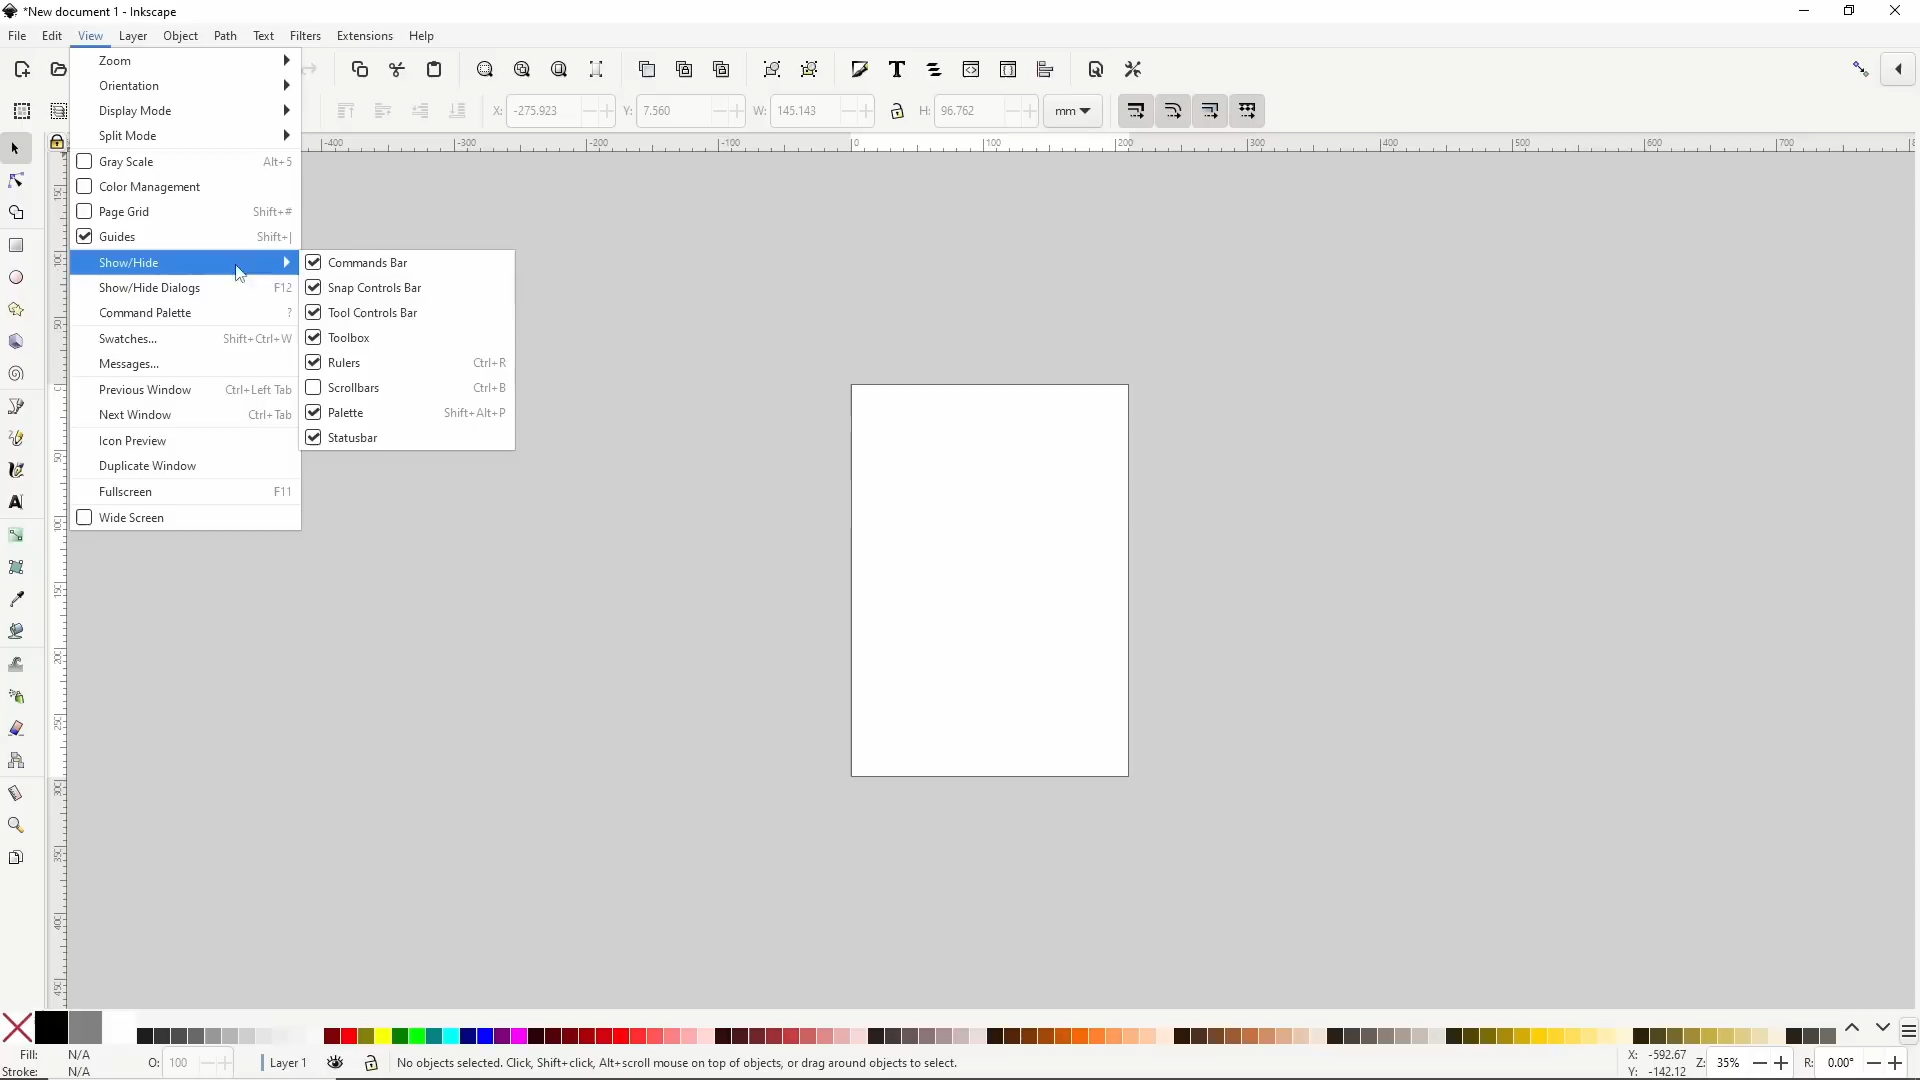 *New document 1 - Inkscape
File Edit View Layer Object Path Text Filters Extensions Help
X: -275.923 Y: 7.560 W: 145.143 H: 96.762 mm
-400 -300 -200 -100 0 100 200 300 400 500 600 700
Zoom
Orientation
Display Mode
Split Mode
Gray Scale Alt+5
Color Management
Page Grid Shift+#
Guides Shift+|
Show/Hide
Show/Hide Dialogs F12
Command Palette ?
Swatches... Shift+Ctrl+W
Messages...
Previous Window Ctrl+Left Tab
Next Window Ctrl+Tab
Icon Preview
Duplicate Window
Fullscreen F11
Wide Screen
Commands Bar
Snap Controls Bar
Tool Controls Bar
Toolbox
Rulers Ctrl+R
Scrollbars Ctrl+B
Palette Shift+Alt+P
Statusbar
Fill: N/A
Stroke: N/A
O: 100
Layer 1
No objects selected. Click, Shift+click, Alt+scroll mouse on top of objects, or drag around objects to select.
X: -592.67
Y: -142.12
Z: 35%
R: 0.00°